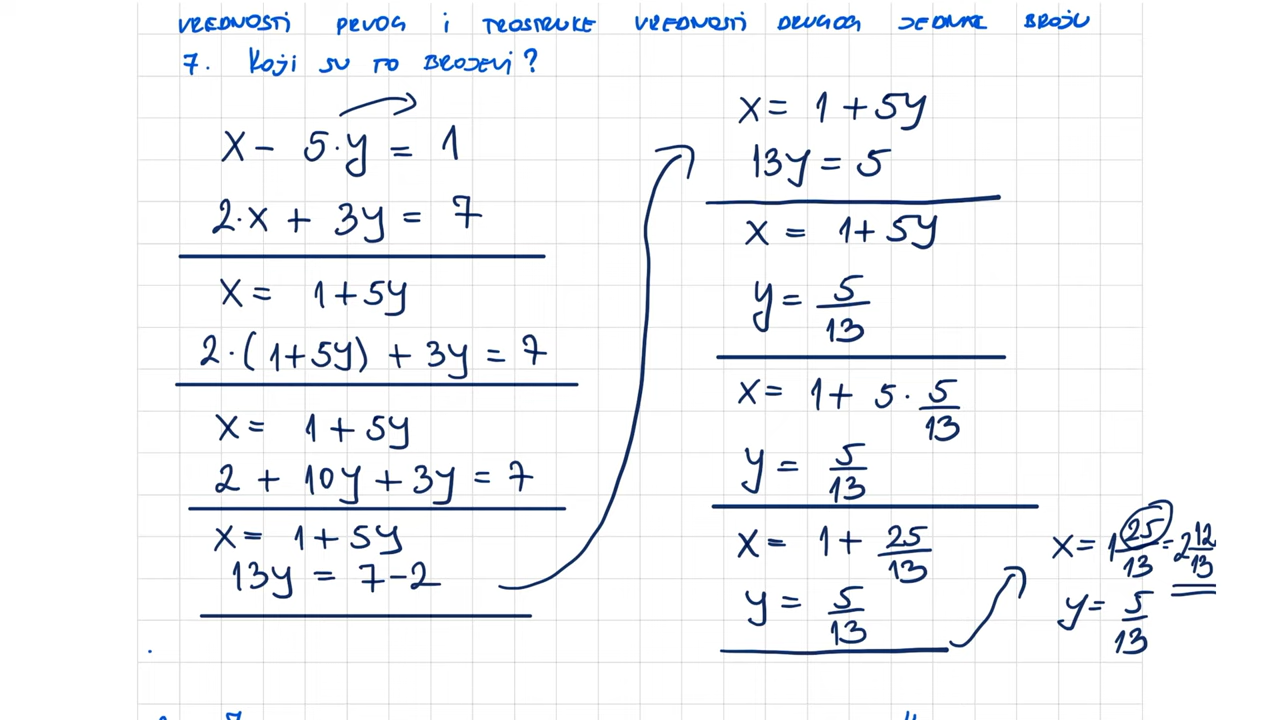 VREDNOSTI PRVOG I TROSTRUKE VREDNOSTI DRUGOG JEDNAK BROJU
7. KOJI SU TO BROJEVI?
x - 5·y = 1
2·x + 3y = 7
x = 1+5y
2·(1+5y) + 3y = 7
x = 1+5y
2 + 10y + 3y = 7
x = 1+5y
13y = 7-2
x = 1+5y
13y = 5
x = 1+5y
y = 5/13
x = 1+ 5·5/13
y = 5/13
x = 1+ 25/13
y = 5/13
x = 1 25/13 = 2 12/13
y = 5/13